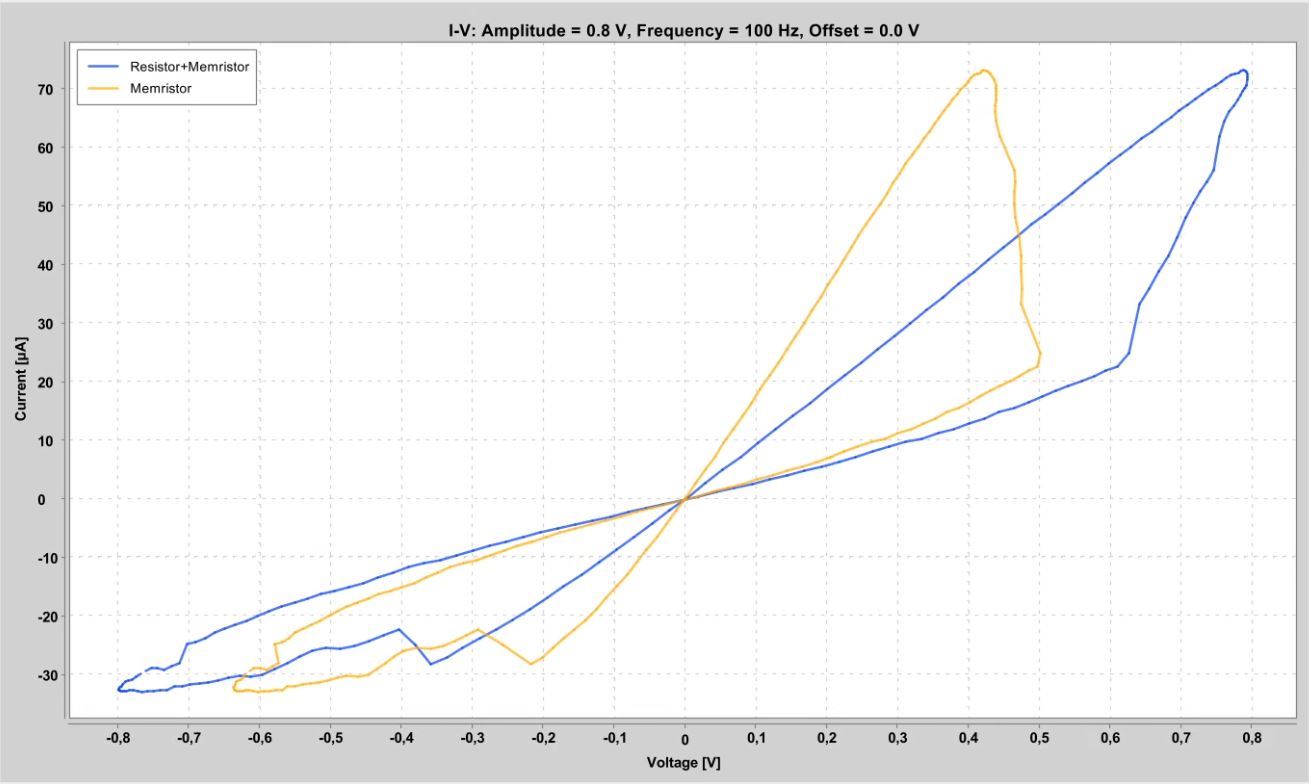 I-V: Amplitude = 0.8 V, Frequency = 100 Hz, Offset = 0.0 V
Resistor+Memristor
Memristor
70
60
50
40
30
20
10
0
-10
-20
-30
Current [µA]
-0,8 -0,7 -0,6 -0,5 -0,4 -0,3 -0,2 -0,1 0 0,1 0,2 0,3 0,4 0,5 0,6 0,7 0,8
Voltage [V]